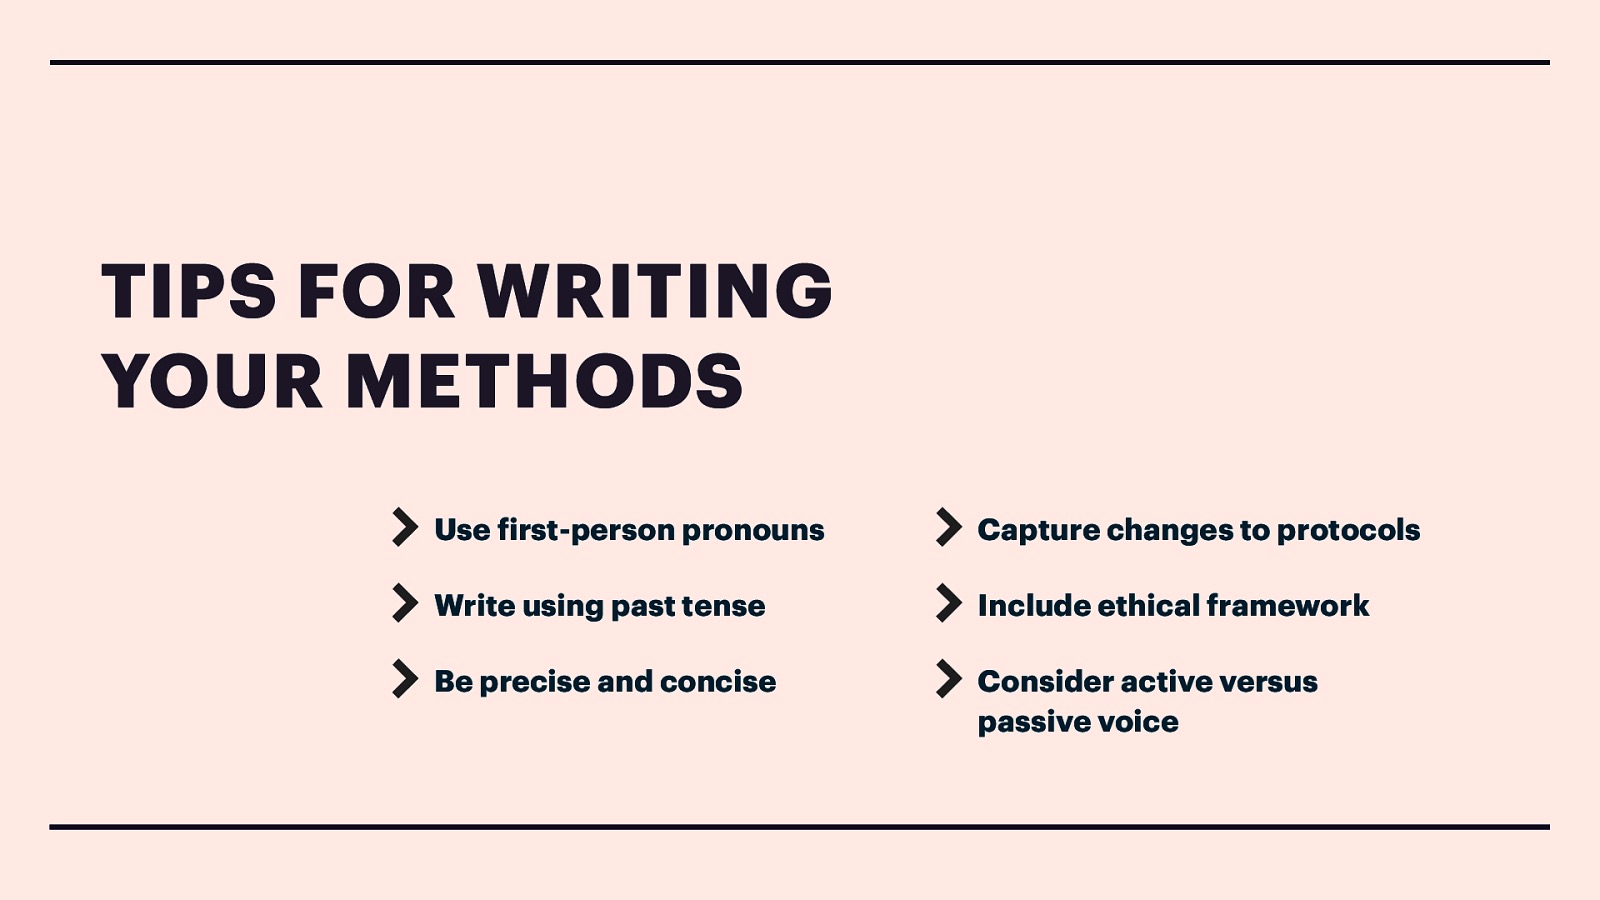 TIPS FOR WRITING
YOUR METHODS
Use first-person pronouns
Write using past tense
Be precise and concise
Capture changes to protocols
Include ethical framework
Consider active versus
passive voice